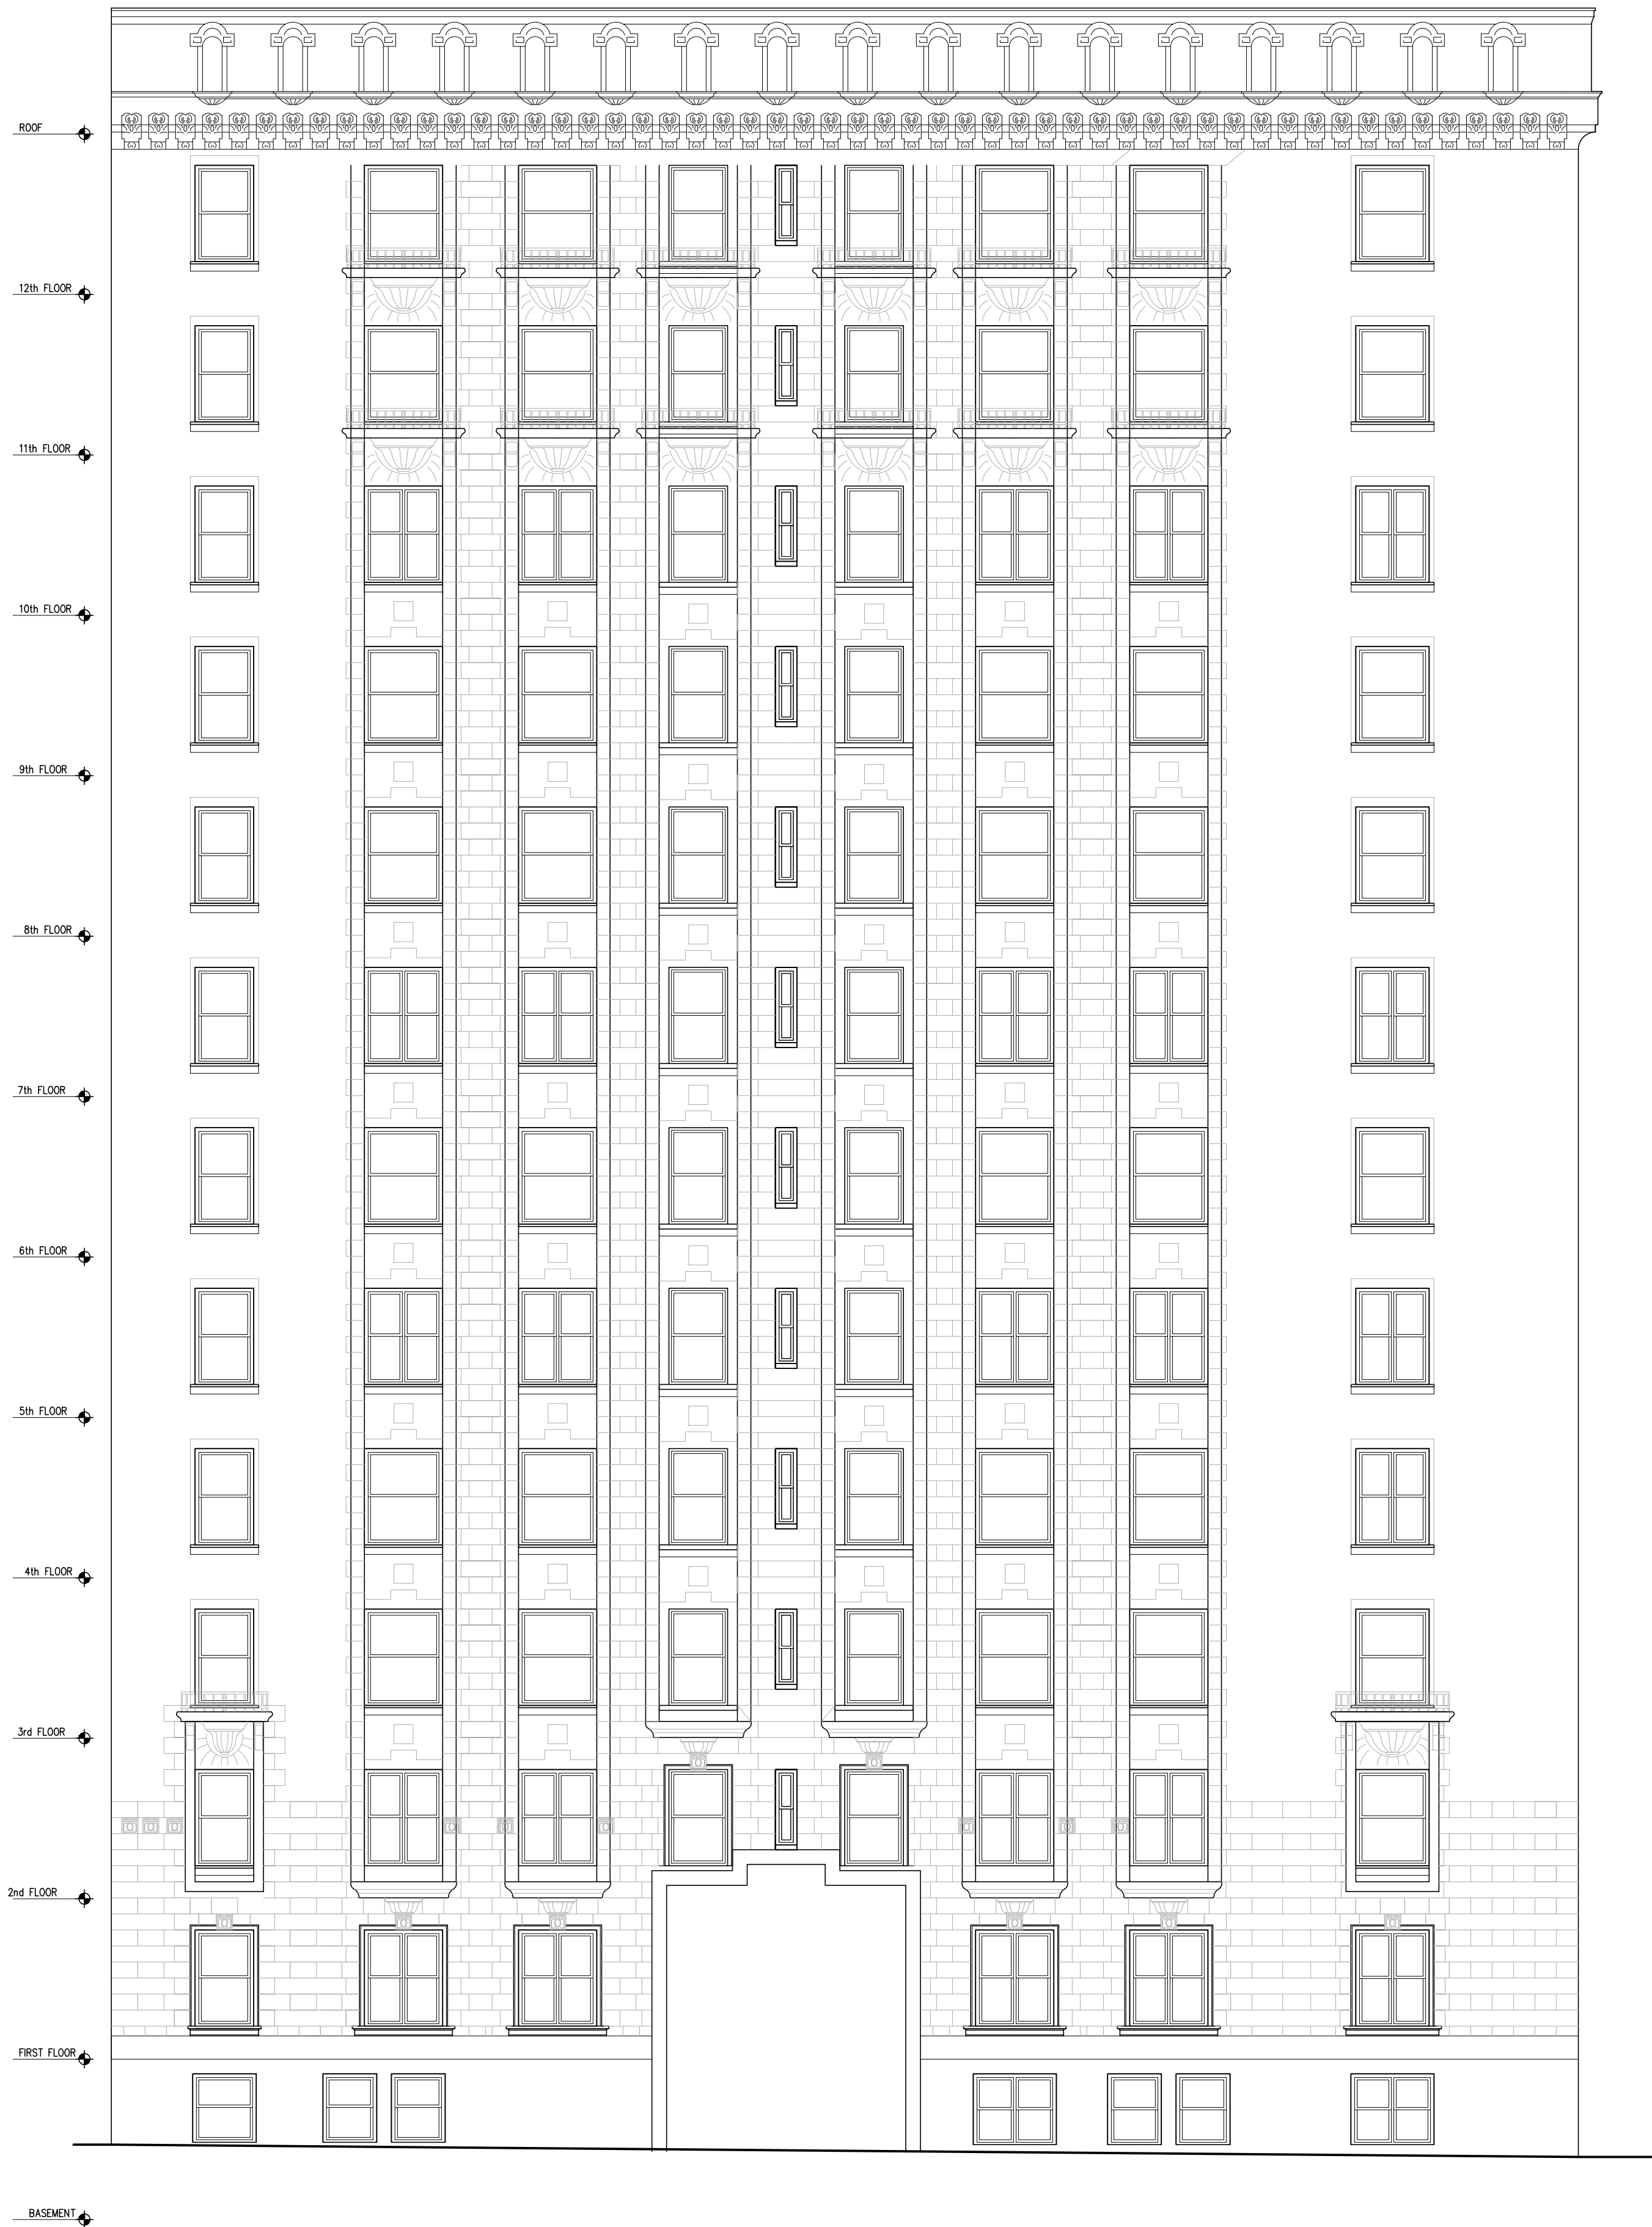 ROOF
12th FLOOR
11th FLOOR
10th FLOOR
9th FLOOR
8th FLOOR
7th FLOOR
6th FLOOR
5th FLOOR
4th FLOOR
3rd FLOOR
2nd FLOOR
FIRST FLOOR
BASEMENT